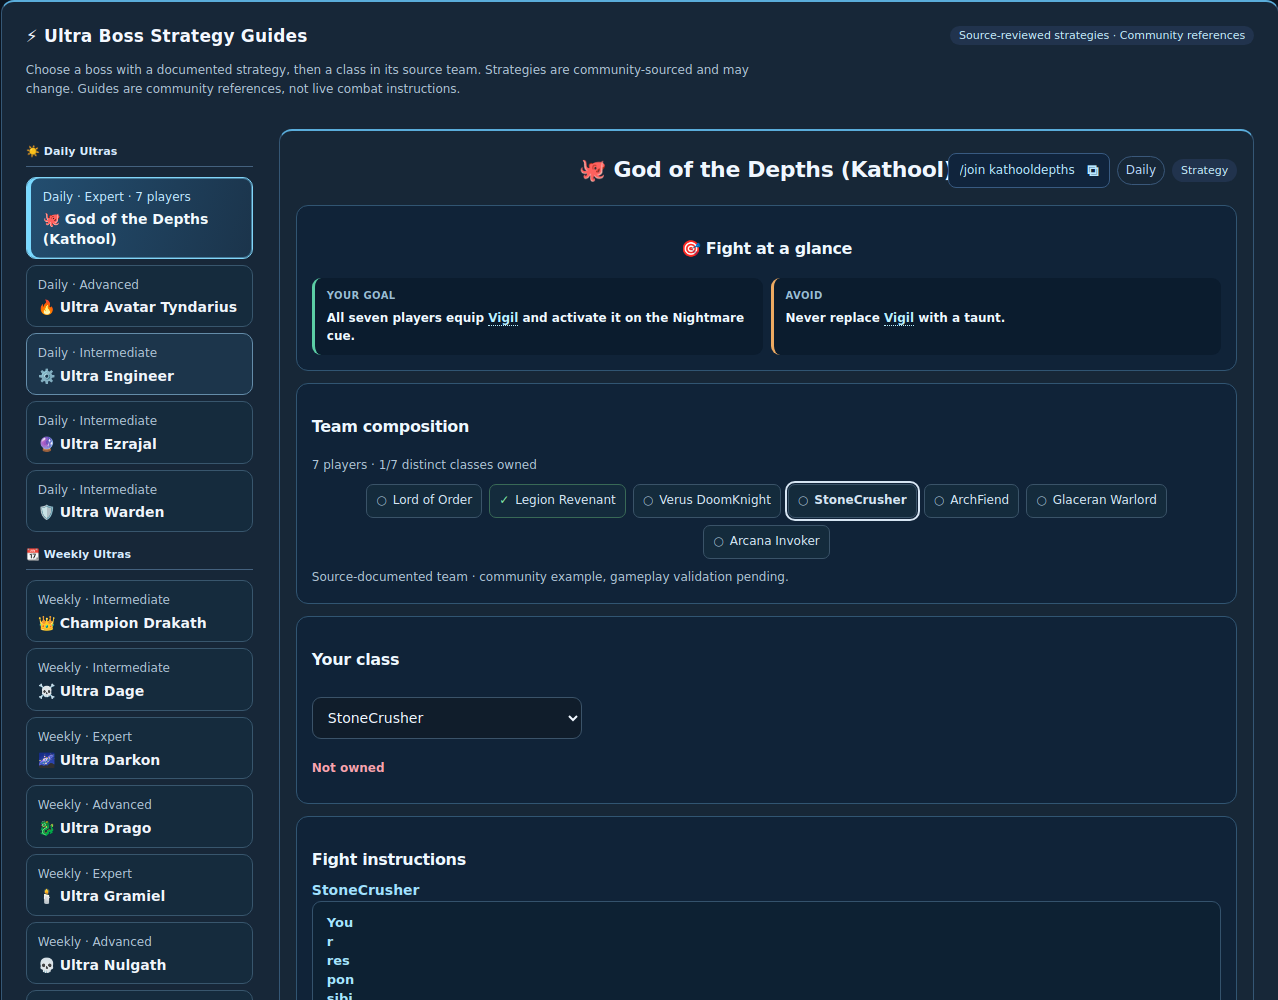 ⚡ Ultra Boss Strategy Guides
Source-reviewed strategies · Community references
Choose a boss with a documented strategy, then a class in its source team. Strategies are community-sourced and may
change. Guides are community references, not live combat instructions.
☀️ Daily Ultras
Daily · Expert · 7 players
🐙 God of the Depths
(Kathool)
Daily · Advanced
🔥 Ultra Avatar Tyndarius
Daily · Intermediate
⚙️ Ultra Engineer
Daily · Intermediate
🔮 Ultra Ezrajal
Daily · Intermediate
🛡️ Ultra Warden
📆 Weekly Ultras
Weekly · Intermediate
👑 Champion Drakath
Weekly · Intermediate
☠️ Ultra Dage
Weekly · Expert
🌌 Ultra Darkon
Weekly · Advanced
🐉 Ultra Drago
Weekly · Expert
🕯️ Ultra Gramiel
Weekly · Advanced
💀 Ultra Nulgath
🐙 God of the Depths (Kathool)
/join kathooldepths ⧉
Daily
Strategy
🎯 Fight at a glance
YOUR GOAL
All seven players equip Vigil and activate it on the Nightmare
cue.
AVOID
Never replace Vigil with a taunt.
Team composition
7 players · 1/7 distinct classes owned
○ Lord of Order
✓ Legion Revenant
○ Verus DoomKnight
○ StoneCrusher
○ ArchFiend
○ Glaceran Warlord
○ Arcana Invoker
Source-documented team · community example, gameplay validation pending.
Your class
StoneCrusher
Not owned
Fight instructions
StoneCrusher
You
r
res
pon
sibi